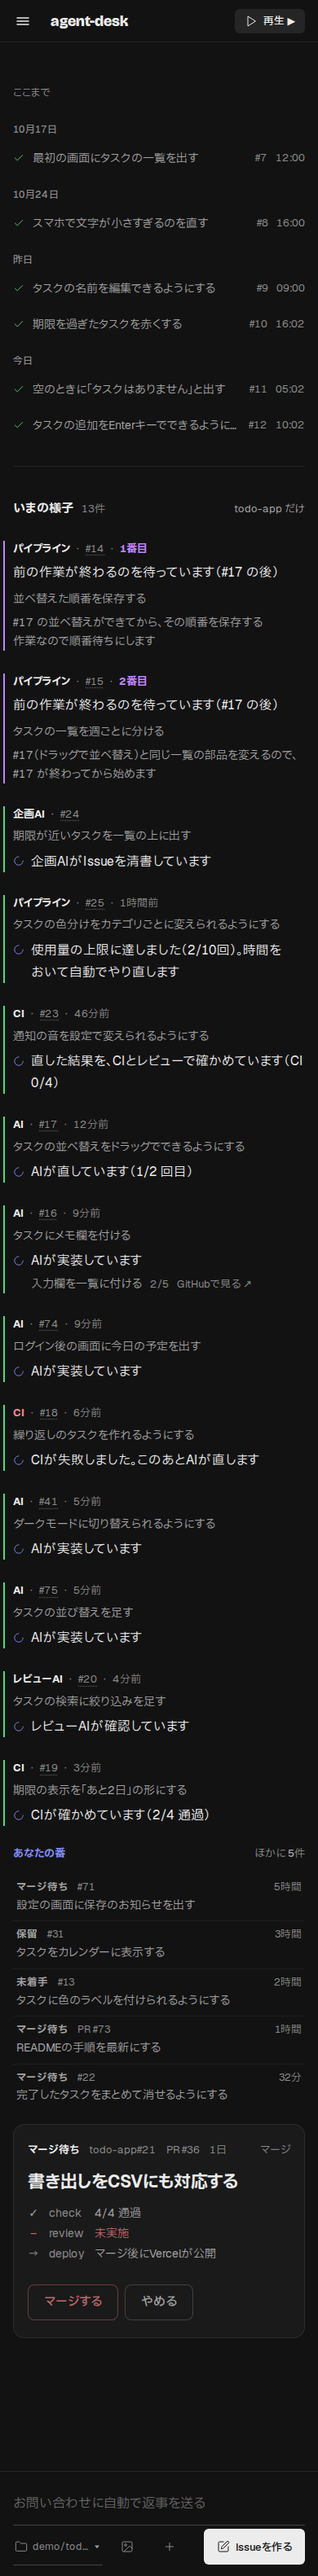 agent-desk
再生 ▶
ここまで
10月17日
最初の画面にタスクの一覧を出す #7 12:00
10月24日
スマホで文字が小さすぎるのを直す #8 16:00
昨日
タスクの名前を編集できるようにする #9 09:00
期限を過ぎたタスクを赤くする #10 16:02
今日
空のときに「タスクはありません」と出す #11 05:02
タスクの追加をEnterキーでできるように… #12 10:02
いまの様子 13件 todo-app だけ
パイプライン · #14 · 1番目
前の作業が終わるのを待っています（#17 の後）
並べ替えた順番を保存する
#17 の並べ替えができてから、その順番を保存する
作業なので順番待ちにします
パイプライン · #15 · 2番目
前の作業が終わるのを待っています（#17 の後）
タスクの一覧を週ごとに分ける
#17（ドラッグで並べ替え）と同じ一覧の部品を変えるので、
#17 が終わってから始めます
企画AI · #24
期限が近いタスクを一覧の上に出す
企画AIがIssueを清書しています
パイプライン · #25 · 1時間前
タスクの色分けをカテゴリごとに変えられるようにする
使用量の上限に達しました（2/10回）。時間を
おいて自動でやり直します
CI · #23 · 46分前
通知の音を設定で変えられるようにする
直した結果を、CIとレビューで確かめています（CI
0/4）
AI · #17 · 12分前
タスクの並べ替えをドラッグでできるようにする
AIが直しています（1/2 回目）
AI · #16 · 9分前
タスクにメモ欄を付ける
AIが実装しています
入力欄を一覧に付ける 2/5 GitHubで見る ↗
AI · #74 · 9分前
ログイン後の画面に今日の予定を出す
AIが実装しています
CI · #18 · 6分前
繰り返しのタスクを作れるようにする
CIが失敗しました。このあとAIが直します
AI · #41 · 5分前
ダークモードに切り替えられるようにする
AIが実装しています
AI · #75 · 5分前
タスクの並び替えを足す
AIが実装しています
レビューAI · #20 · 4分前
タスクの検索に絞り込みを足す
レビューAIが確認しています
CI · #19 · 3分前
期限の表示を「あと2日」の形にする
CIが確かめています（2/4 通過）
あなたの番 ほかに 5件
マージ待ち #71 5時間
設定の画面に保存のお知らせを出す
保留 #31 3時間
タスクをカレンダーに表示する
未着手 #13 2時間
タスクに色のラベルを付けられるようにする
マージ待ち PR #73 1時間
READMEの手順を最新にする
マージ待ち #22 32分
完了したタスクをまとめて消せるようにする
マージ待ち todo-app#21 PR #36 1日 マージ
書き出しをCSVにも対応する
✓ check 4/4 通過
– review 未実施
→ deploy マージ後にVercelが公開
マージする やめる
お問い合わせに自動で返事を送る
demo/tod… Issueを作る